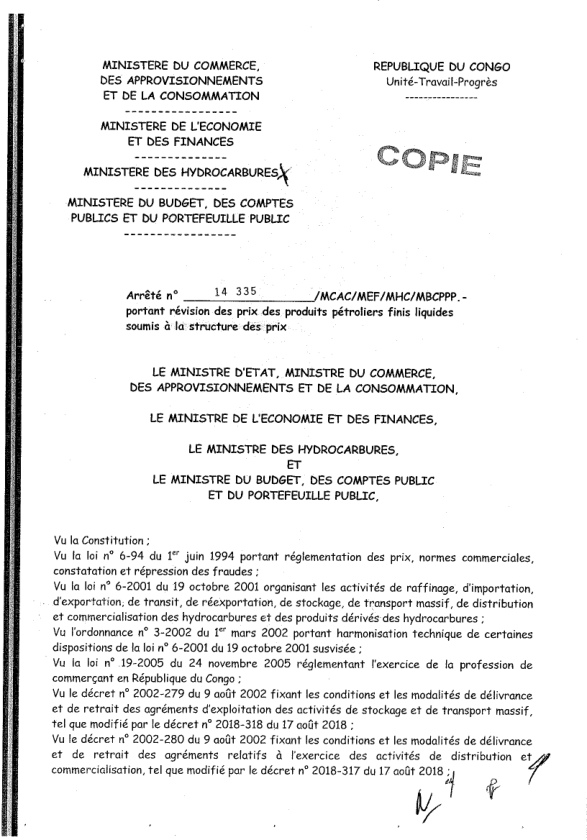 MINISTERE DU COMMERCE,
DES APPROVISIONNEMENTS
ET DE LA CONSOMMATION
-----------------
MINISTERE DE L'ECONOMIE
ET DES FINANCES
--------------
MINISTERE DES HYDROCARBURES
--------------
MINISTERE DU BUDGET, DES COMPTES
PUBLICS ET DU PORTEFEUILLE PUBLIC
-----------------
REPUBLIQUE DU CONGO
Unité-Travail-Progrès
----------------
COPIE
Arrêté n° 14 335 /MCAC/MEF/MHC/MBCPPP.-
portant révision des prix des produits pétroliers finis liquides
soumis à la structure des prix
LE MINISTRE D'ETAT, MINISTRE DU COMMERCE,
DES APPROVISIONNEMENTS ET DE LA CONSOMMATION,
LE MINISTRE DE L'ECONOMIE ET DES FINANCES,
LE MINISTRE DES HYDROCARBURES,
ET
LE MINISTRE DU BUDGET, DES COMPTES PUBLIC
ET DU PORTEFEUILLE PUBLIC,
Vu la Constitution ;
Vu la loi n° 6-94 du 1er juin 1994 portant réglementation des prix, normes commerciales,
constatation et répression des fraudes ;
Vu la loi n° 6-2001 du 19 octobre 2001 organisant les activités de raffinage, d'importation,
d'exportation, de transit, de réexportation, de stockage, de transport massif, de distribution
et commercialisation des hydrocarbures et des produits dérivés des hydrocarbures ;
Vu l'ordonnance n° 3-2002 du 1er mars 2002 portant harmonisation technique de certaines
dispositions de la loi n° 6-2001 du 19 octobre 2001 susvisée ;
Vu la loi n° 19-2005 du 24 novembre 2005 réglementant l'exercice de la profession de
commerçant en République du Congo ;
Vu le décret n° 2002-279 du 9 août 2002 fixant les conditions et les modalités de délivrance
et de retrait des agréments d'exploitation des activités de stockage et de transport massif,
tel que modifié par le décret n° 2018-318 du 17 août 2018 ;
Vu le décret n° 2002-280 du 9 août 2002 fixant les conditions et les modalités de délivrance
et de retrait des agréments relatifs à l'exercice des activités de distribution et
commercialisation, tel que modifié par le décret n° 2018-317 du 17 août 2018 ;